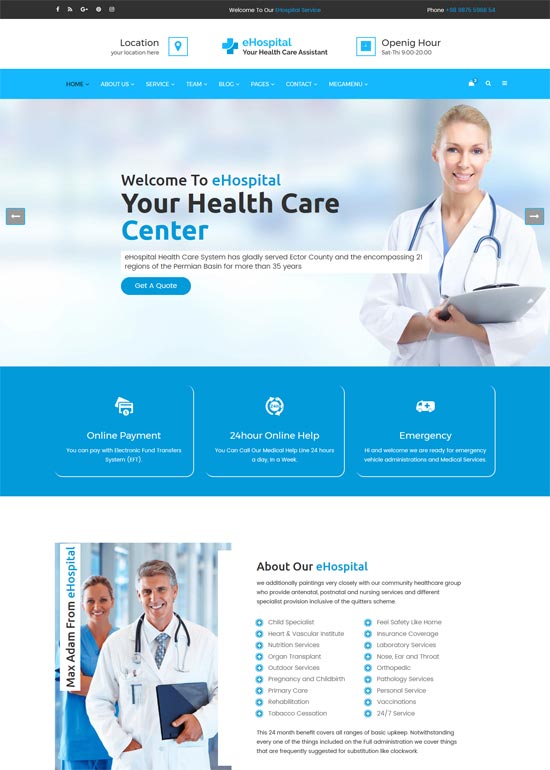 Welcome To Our eHospital Service
Phone +98 9875 5968 54
Location
your location here
eHospital
Your Health Care Assistant
Openig Hour
Sat-Thi 9.00-20.00
HOME ABOUT US SERVICE TEAM BLOG PAGES CONTACT MEGAMENU
Welcome To eHospital
Your Health Care
Center
eHospital Health Care System has gladly served Ector County and the encompassing 21
regions of the Permian Basin for more than 35 years
Get A Quote
Online Payment
You can pay with Electronic Fund Transfers
System (EFT).
24hour Online Help
You Can Call Our Medical Help Line 24 hours
a day, in a Week.
Emergency
Hi and welcome we are ready for emergency
vehicle administrations and Medical Services.
Max Adam From eHospital
About Our eHospital
we additionally paintings very closely with our community healthcare group
who provide antenatal, postnatal and nursing services and different
specialist provision inclusive of the quitters scheme.
Child Specialist
Heart & Vascular Institute
Nutrition Services
Organ Transplant
Outdoor Services
Pregnancy and Childbirth
Primary Care
Rehabilitation
Tabacco Cessation
Feel Safety Like Home
Insurance Coverage
Laboratory Services
Nose, Ear and Throat
Orthopedic
Pathology Services
Personal Service
Vaccinations
24/7 Service
This 24 month benefit covers all ranges of basic upkeep. Notwithstanding
every one of the things included on the full administration we cover things
that are frequently suggested for substitution like clockwork.